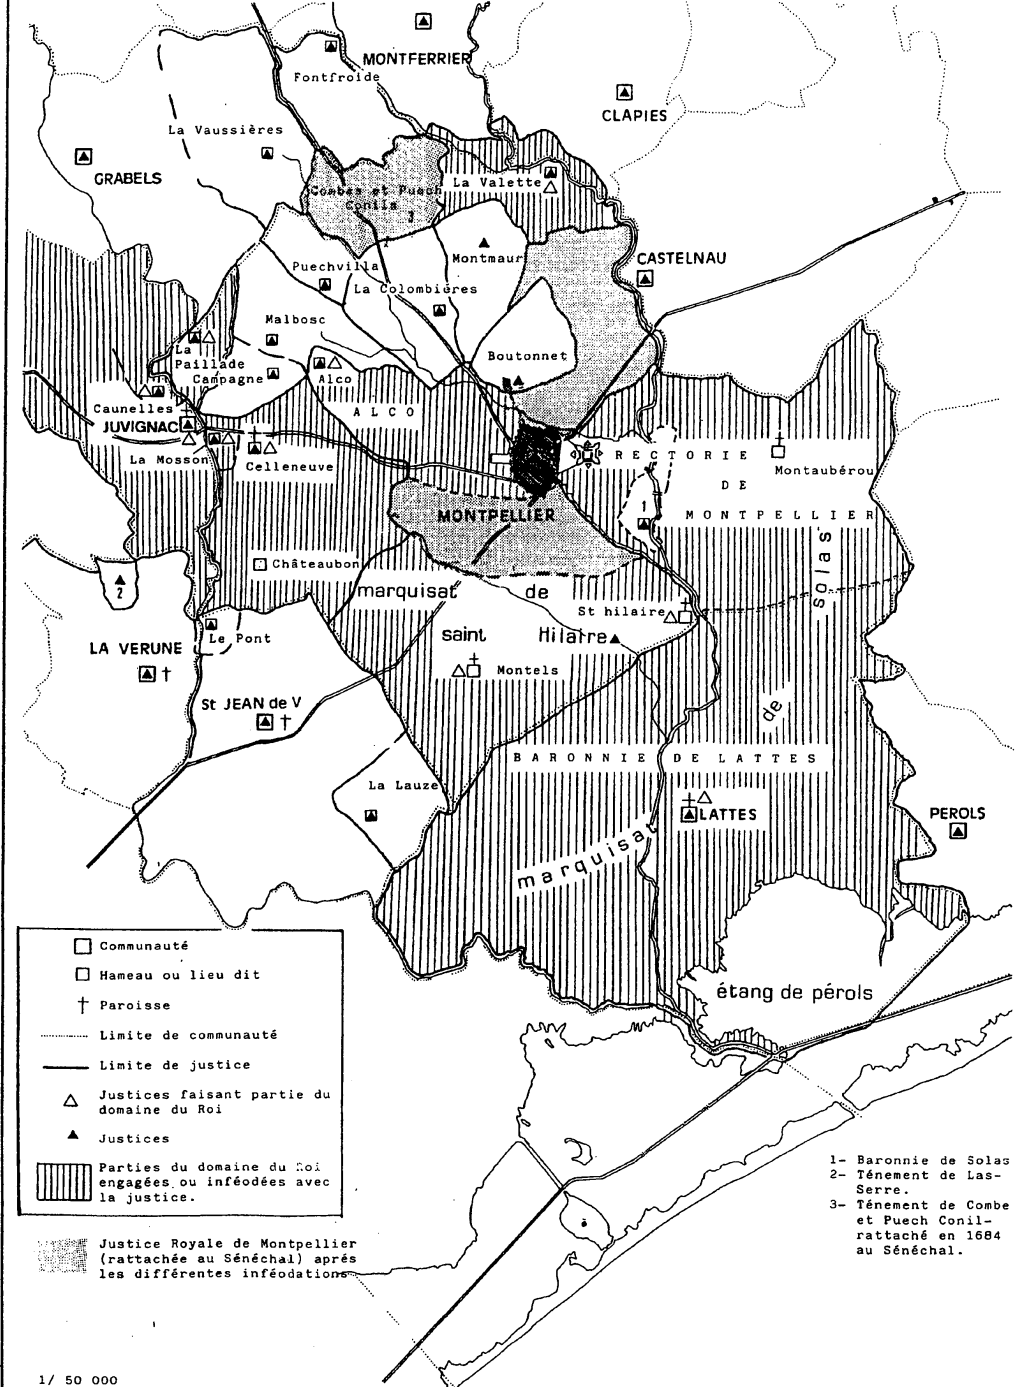 MONTFERRIER
Fontfroide
CLAPIES
La Vaussières
GRABELS
La Valette
Combes et Puech
Conils
3
CASTELNAU
Puechvilla
Montmaur
La Colombières
Malbosc
Boutonnet
La
Paillade
Campagne
Alco
ALCO
Caunelles
JUVIGNAC
La Mosson
Celleneuve
RECTORIE
DE
MONTPELLIER
Montaubérou
1
MONTPELLIER
solas
Châteaubon
2
marquisat de
St hilaire
saint Hilaire
Le Pont
LA VERUNE
Montels
St JEAN de V
de
BARONNIE DE LATTES
La Lauze
LATTES
PEROLS
marquisat
étang de pérols
Communauté
Hameau ou lieu dit
Paroisse
Limite de communauté
Limite de justice
Justices faisant partie du
domaine du Roi
Justices
Parties du domaine du Roi
engagées ou inféodées avec
la justice.
Justice Royale de Montpellier
(rattachée au Sénéchal) aprés
les différentes inféodations
1- Baronnie de Solas
2- Ténement de Las-
Serre.
3- Ténement de Combe
et Puech Conil-
rattaché en 1684
au Sénéchal.
1/ 50 000